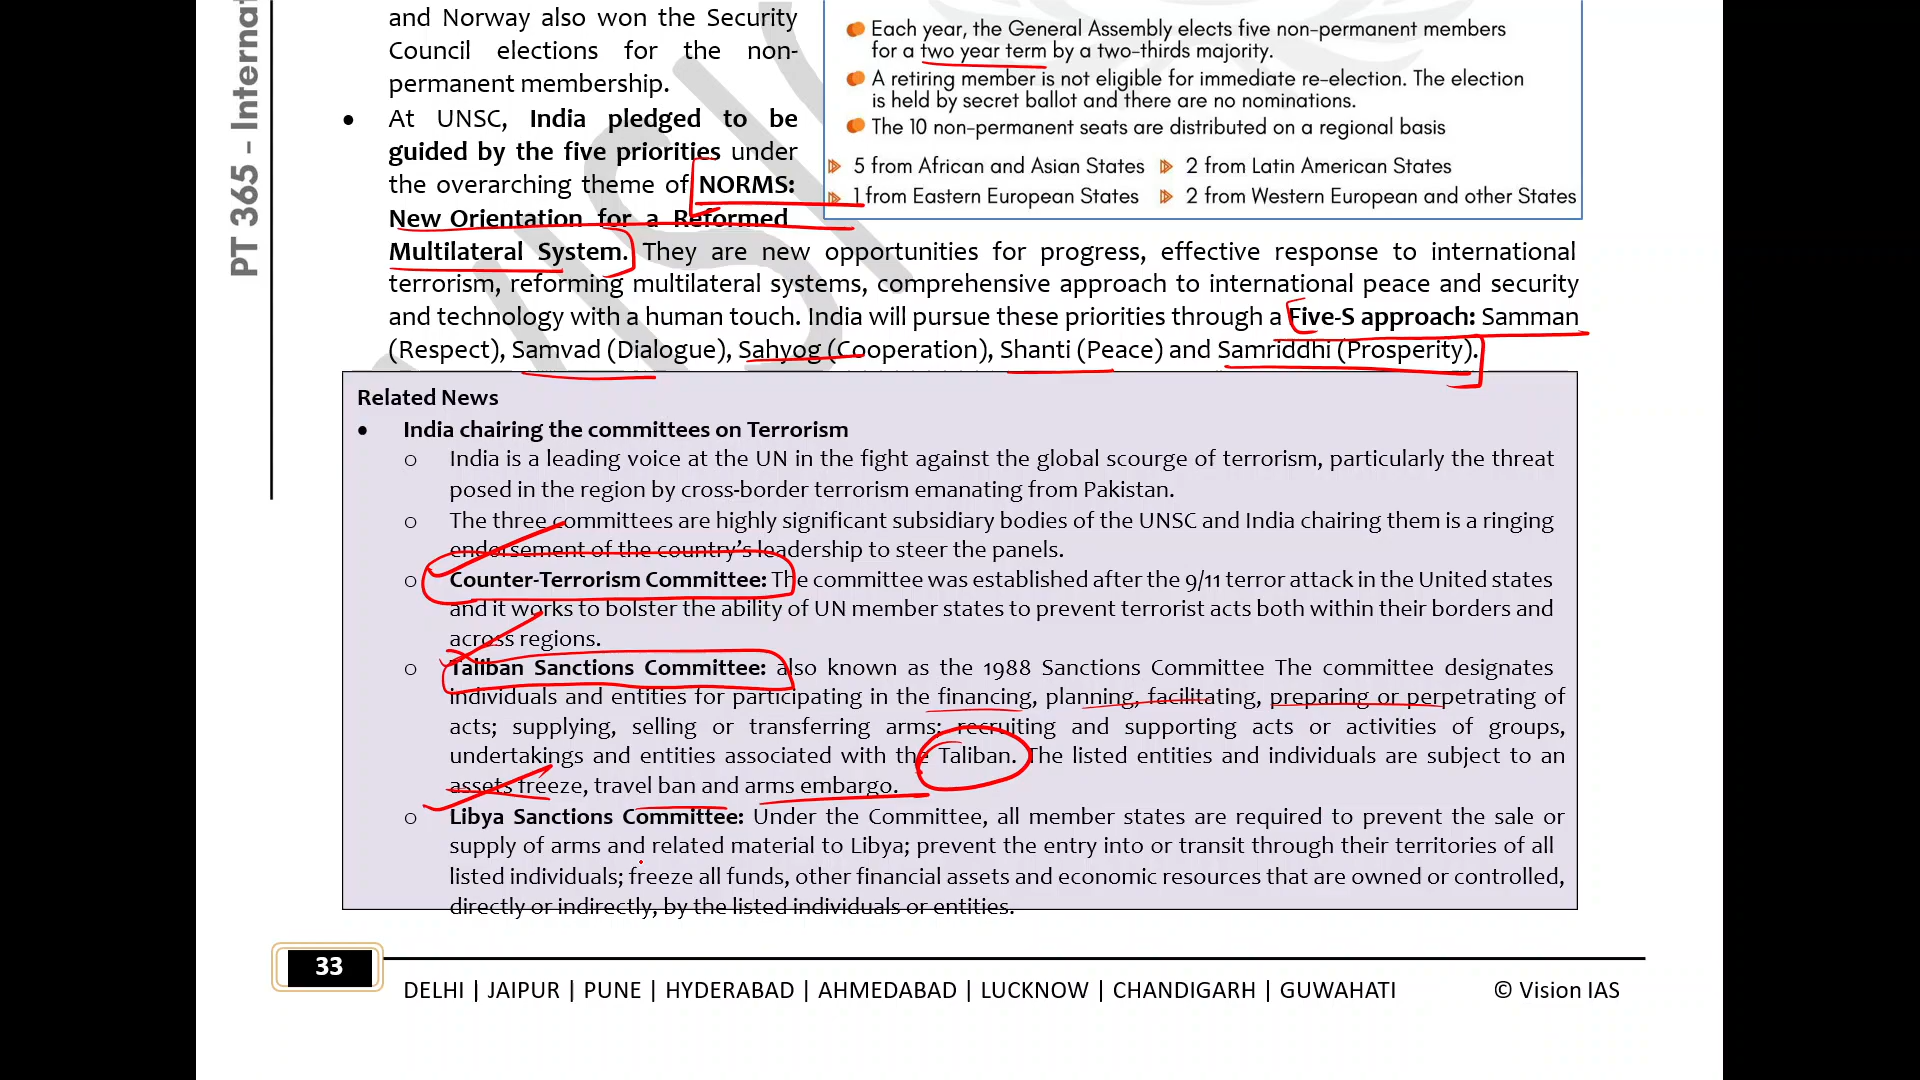 PT 365 - Internat
and Norway also won the Security
Council elections for the non-
permanent membership.
• At UNSC, India pledged to be
guided by the five priorities under
the overarching theme of NORMS:
New Orientation for a Reformed
Multilateral System. They are new opportunities for progress, effective response to international
terrorism, reforming multilateral systems, comprehensive approach to international peace and security
and technology with a human touch. India will pursue these priorities through a Five-S approach: Samman
(Respect), Samvad (Dialogue), Sahyog (Cooperation), Shanti (Peace) and Samriddhi (Prosperity).
Each year, the General Assembly elects five non-permanent members
for a two year term by a two-thirds majority.
A retiring member is not eligible for immediate re-election. The election
is held by secret ballot and there are no nominations.
The 10 non-permanent seats are distributed on a regional basis
5 from African and Asian States 2 from Latin American States
1 from Eastern European States 2 from Western European and other States
Related News
• India chairing the committees on Terrorism
o India is a leading voice at the UN in the fight against the global scourge of terrorism, particularly the threat
posed in the region by cross-border terrorism emanating from Pakistan.
o The three committees are highly significant subsidiary bodies of the UNSC and India chairing them is a ringing
endorsement of the country's leadership to steer the panels.
o Counter-Terrorism Committee: The committee was established after the 9/11 terror attack in the United states
and it works to bolster the ability of UN member states to prevent terrorist acts both within their borders and
across regions.
o Taliban Sanctions Committee: also known as the 1988 Sanctions Committee The committee designates
individuals and entities for participating in the financing, planning, facilitating, preparing or perpetrating of
acts; supplying, selling or transferring arms; recruiting and supporting acts or activities of groups,
undertakings and entities associated with the Taliban. The listed entities and individuals are subject to an
assets freeze, travel ban and arms embargo.
o Libya Sanctions Committee: Under the Committee, all member states are required to prevent the sale or
supply of arms and related material to Libya; prevent the entry into or transit through their territories of all
listed individuals; freeze all funds, other financial assets and economic resources that are owned or controlled,
directly or indirectly, by the listed individuals or entities.
33
DELHI | JAIPUR | PUNE | HYDERABAD | AHMEDABAD | LUCKNOW | CHANDIGARH | GUWAHATI © Vision IAS